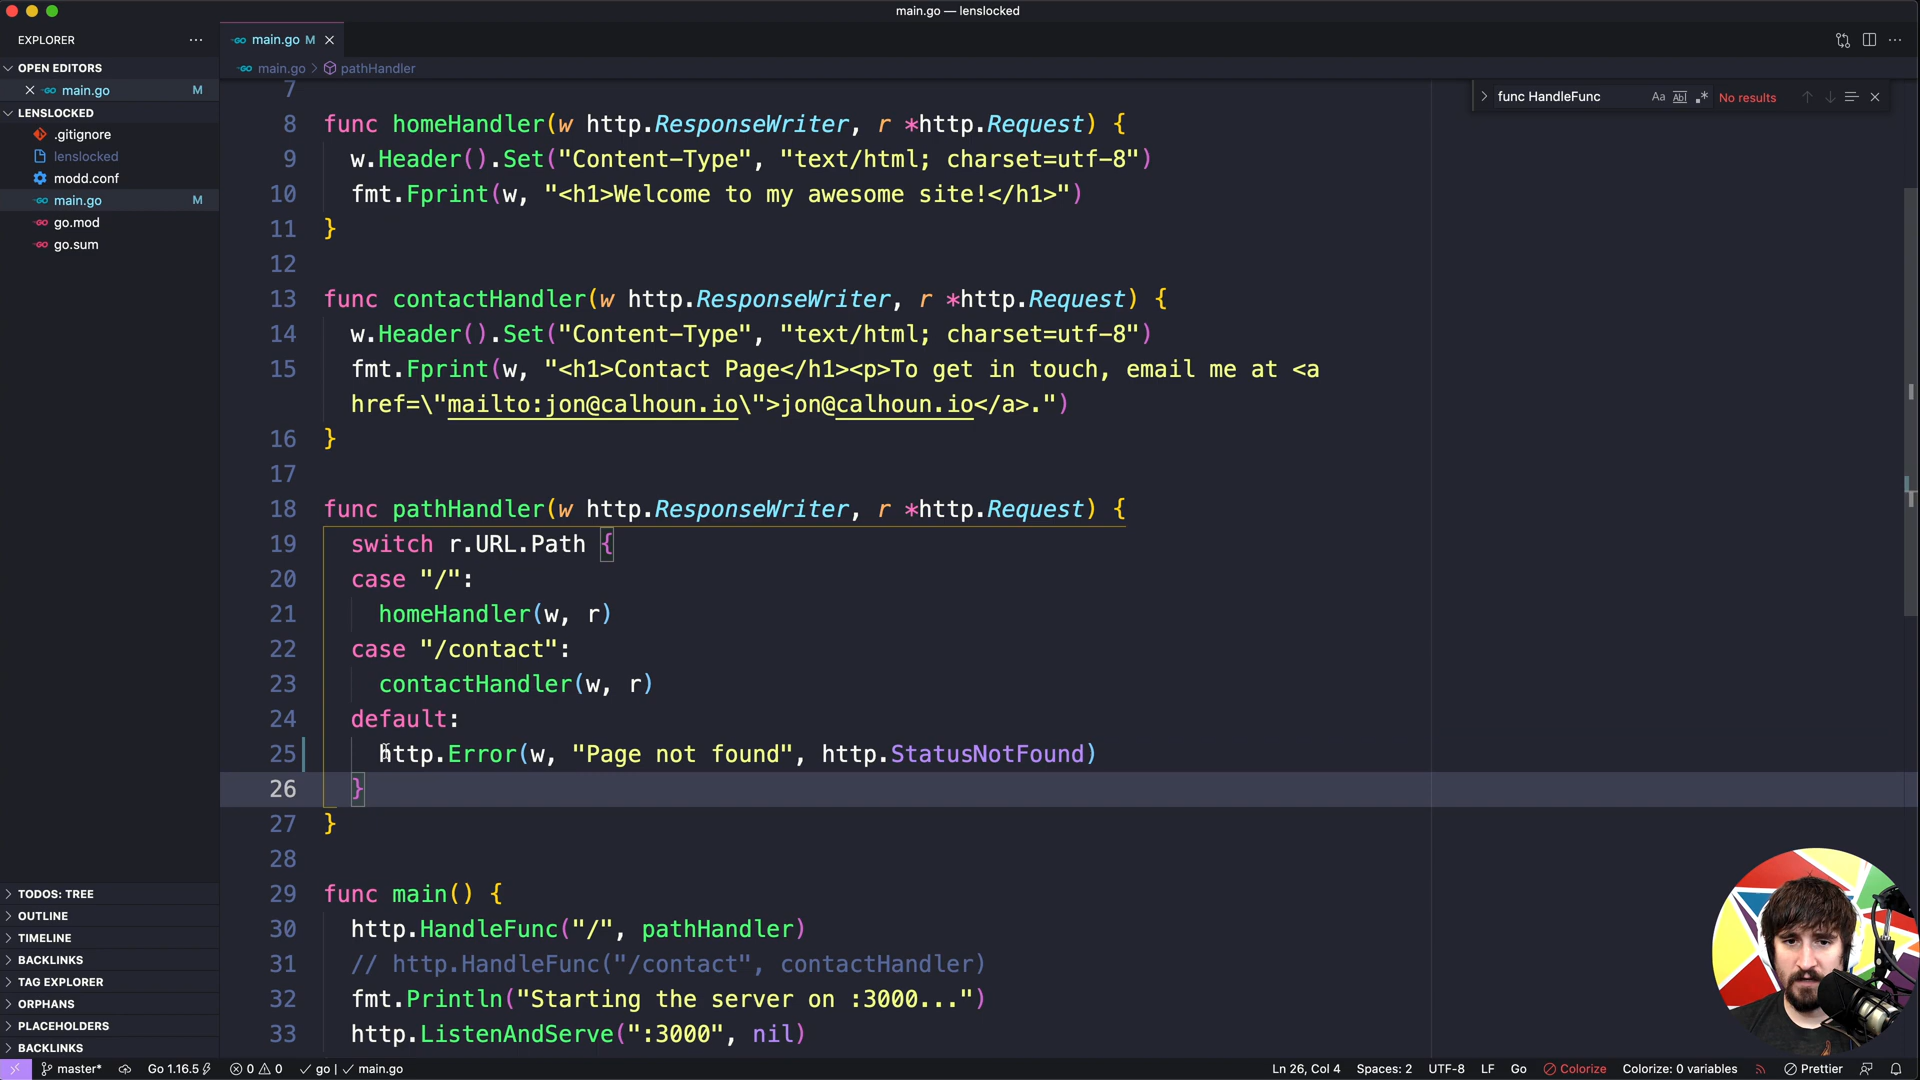 main.go — lenslocked
EXPLORER
OPEN EDITORS
main.go M
LENSLOCKED
.gitignore
lenslocked
modd.conf
main.go M
go.mod
go.sum
TODOS: TREE
OUTLINE
TIMELINE
BACKLINKS
TAG EXPLORER
ORPHANS
PLACEHOLDERS
BACKLINKS
main.go M
main.go > pathHandler
func HandleFunc Aa Ab .* No results
7
8 func homeHandler(w http.ResponseWriter, r *http.Request) {
9 w.Header().Set("Content-Type", "text/html; charset=utf-8")
10 fmt.Fprint(w, "<h1>Welcome to my awesome site!</h1>")
11 }
12
13 func contactHandler(w http.ResponseWriter, r *http.Request) {
14 w.Header().Set("Content-Type", "text/html; charset=utf-8")
15 fmt.Fprint(w, "<h1>Contact Page</h1><p>To get in touch, email me at <a
href=\"mailto:jon@calhoun.io\">jon@calhoun.io</a>.")
16 }
17
18 func pathHandler(w http.ResponseWriter, r *http.Request) {
19 switch r.URL.Path {
20 case "/":
21 homeHandler(w, r)
22 case "/contact":
23 contactHandler(w, r)
24 default:
25 http.Error(w, "Page not found", http.StatusNotFound)
26 }
27 }
28
29 func main() {
30 http.HandleFunc("/", pathHandler)
31 // http.HandleFunc("/contact", contactHandler)
32 fmt.Println("Starting the server on :3000...")
33 http.ListenAndServe(":3000", nil)
master* Go 1.16.5 0 0 go | main.go Ln 26, Col 4 Spaces: 2 UTF-8 LF Go Colorize Colorize: 0 variables Prettier